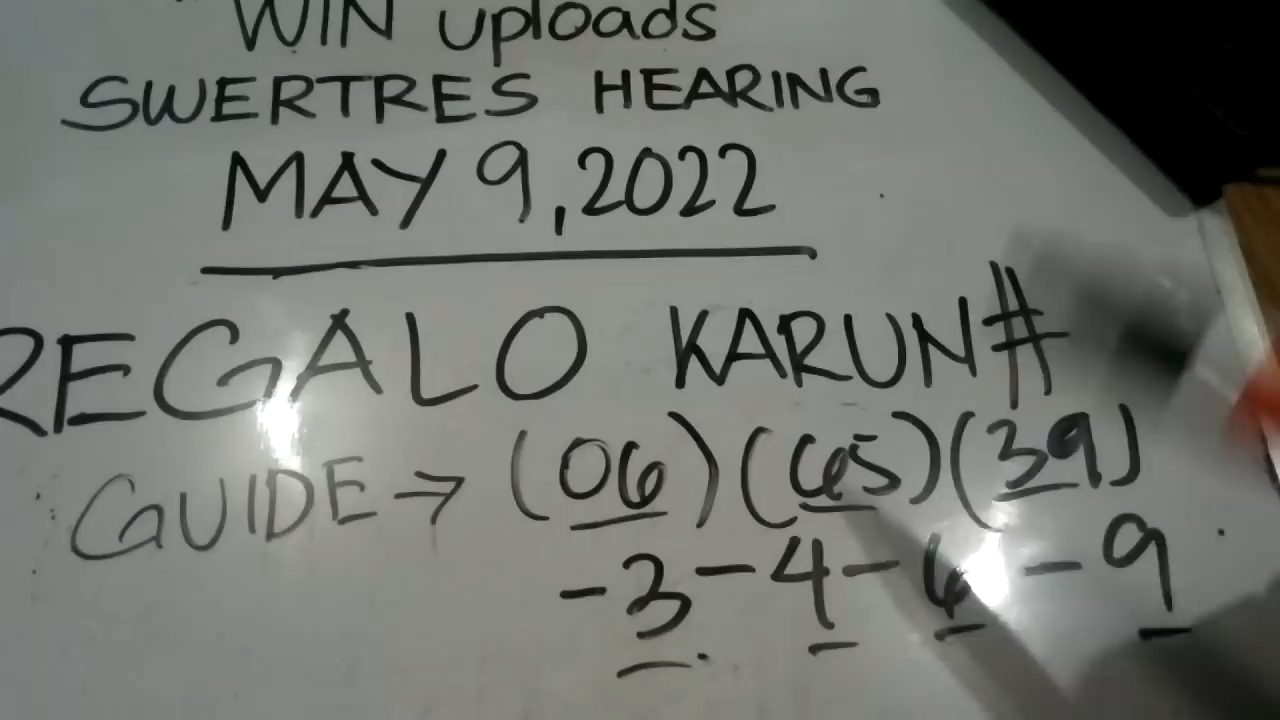 WIN uploads
SWERTRES HEARING
MAY 9, 2022
REGALO KARUN#
GUIDE→ (06) (65) (39)
-3-4-6-9